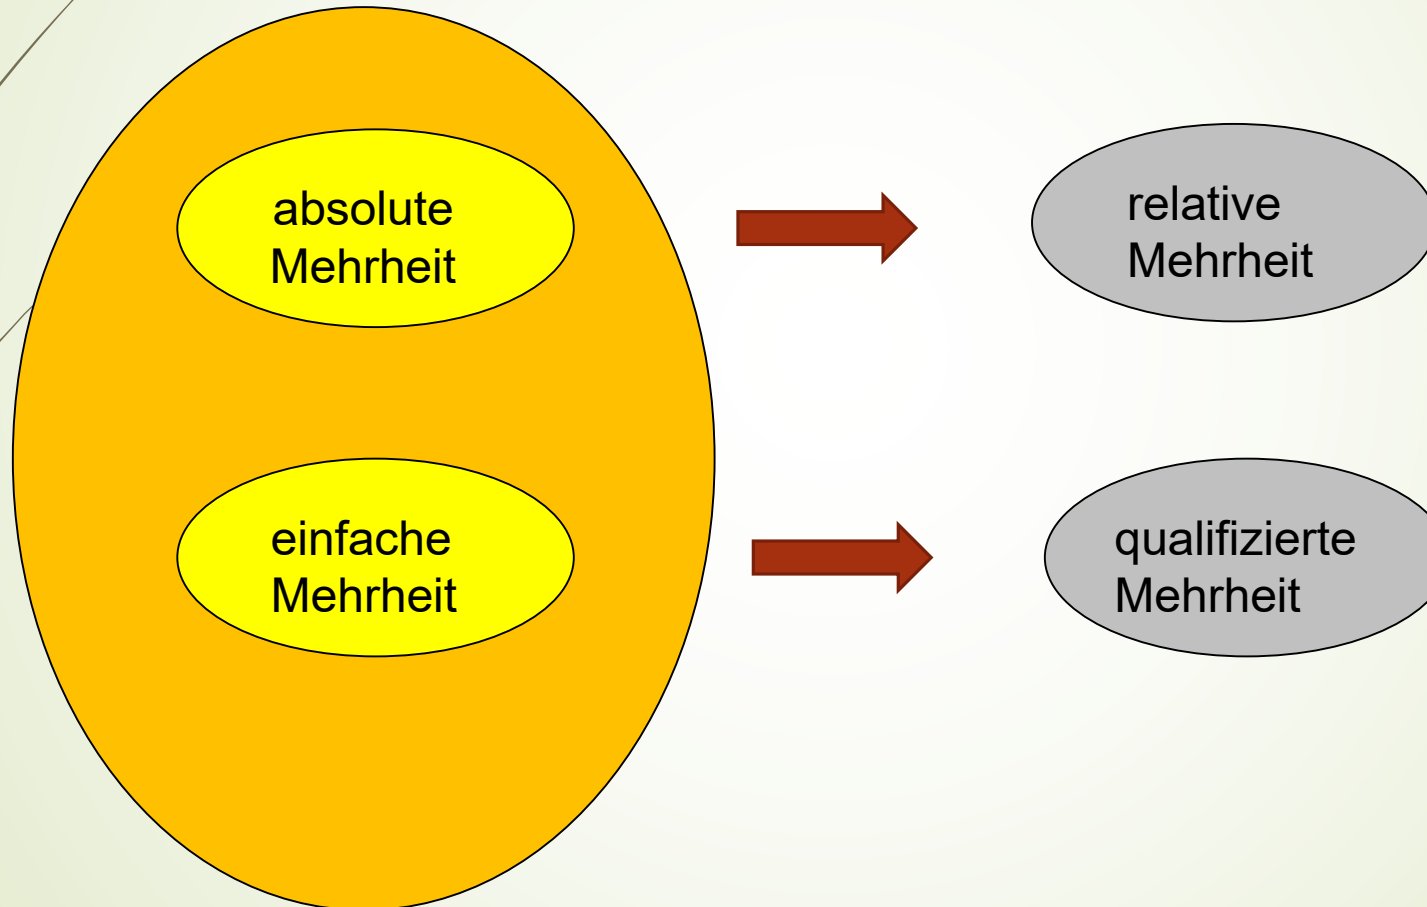 absolute
Mehrheit
relative
Mehrheit
einfache
Mehrheit
qualifizierte
Mehrheit